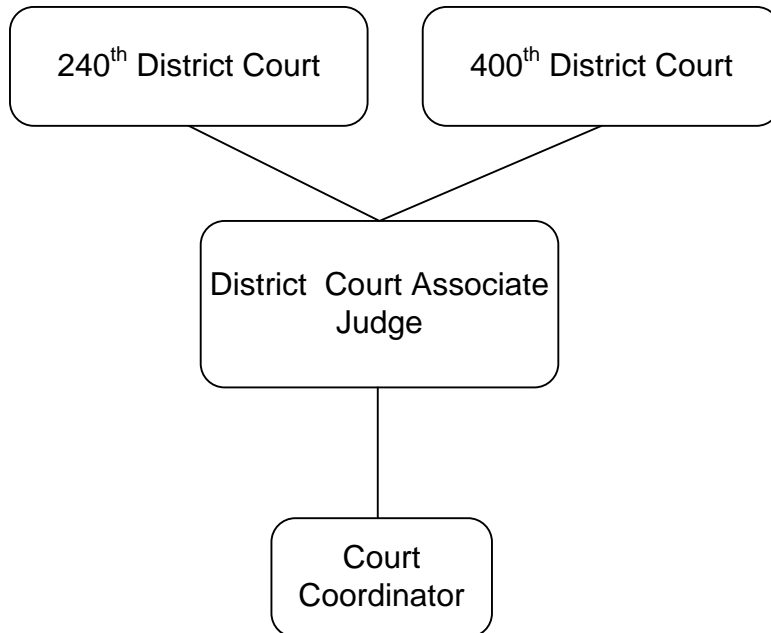 240th District Court
400th District Court
District Court Associate
Judge
Court
Coordinator